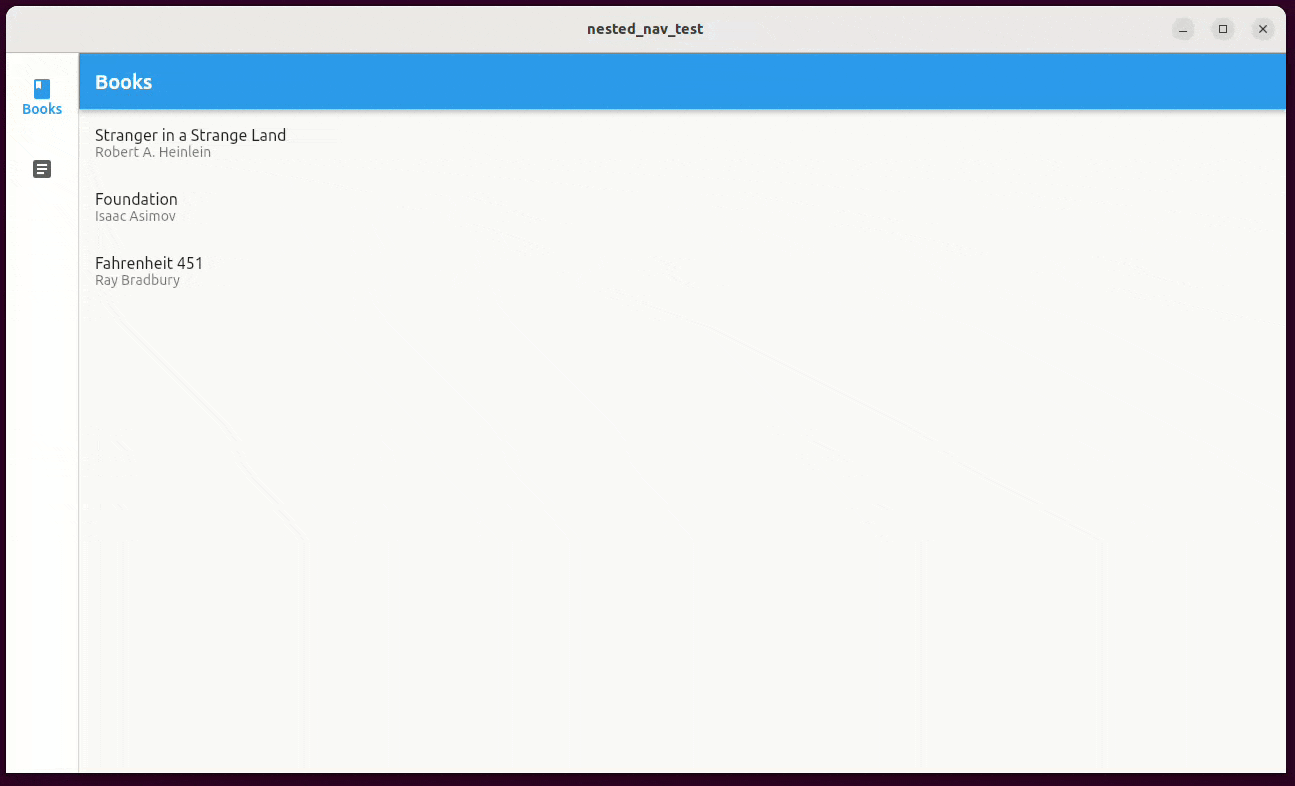 nested_nav_test
Books
Books
Stranger in a Strange Land
Robert A. Heinlein
Foundation
Isaac Asimov
Fahrenheit 451
Ray Bradbury